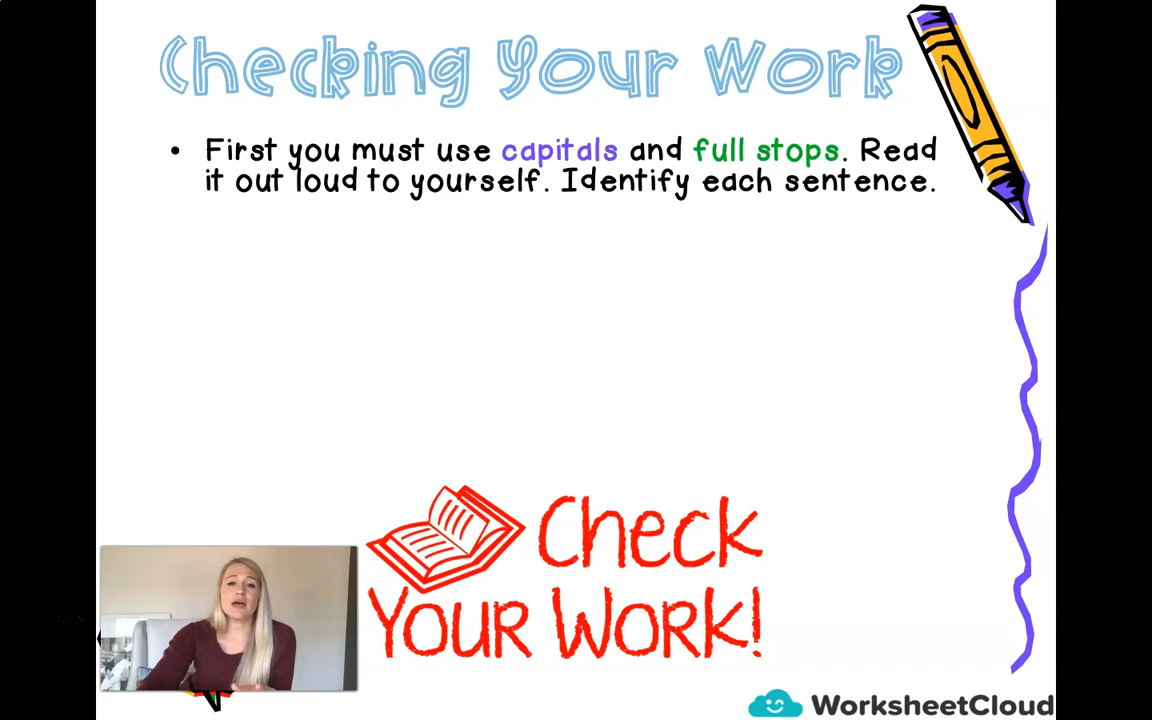 Checking Your Work
• First you must use capitals and full stops. Read
it out loud to yourself. Identify each sentence.
Check
Your Work!
WorksheetCloud